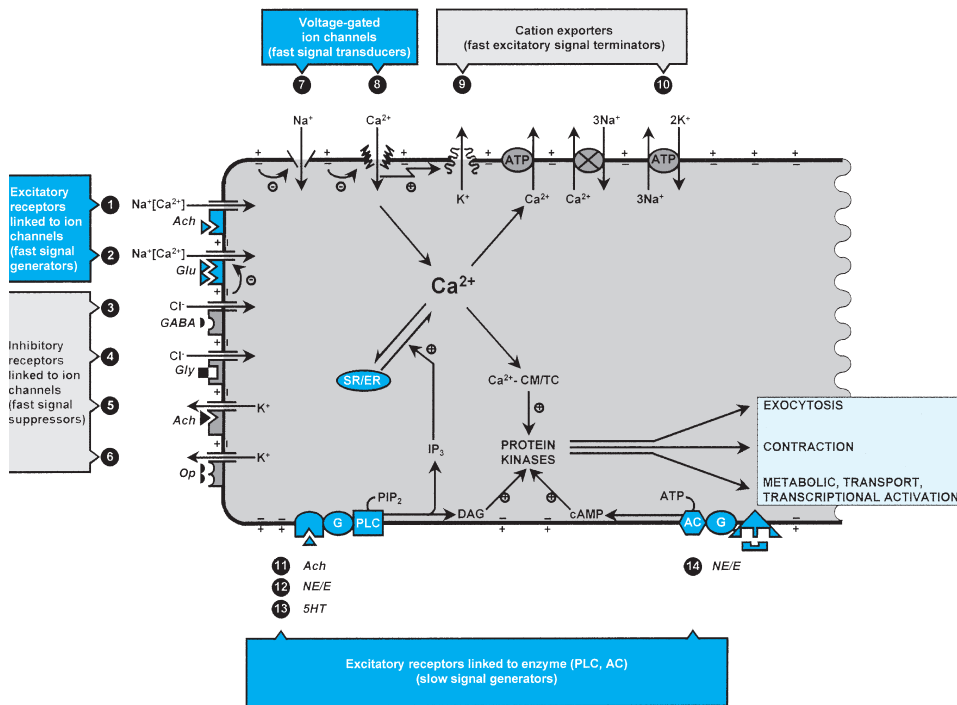 Voltage-gated
ion channels
(fast signal transducers)
Cation exporters
(fast excitatory signal terminators)
7
8
9
10
Na⁺
Ca²⁺
3Na⁺
2K⁺
ATP
ATP
K⁺
Ca²⁺
Ca²⁺
3Na⁺
Excitatory
receptors
linked to ion
channels
(fast signal
generators)
1
Na⁺[Ca²⁺]
Ach
2
Na⁺[Ca²⁺]
Glu
Inhibitory
receptors
linked to ion
channels
(fast signal
suppressors)
3
Cl⁻
GABA
4
Cl⁻
Gly
5
K⁺
Ach
6
K⁺
Op
Ca²⁺
SR/ER
Ca²⁺- CM/TC
IP₃
PROTEIN
KINASES
EXOCYTOSIS
CONTRACTION
METABOLIC, TRANSPORT,
TRANSCRIPTIONAL ACTIVATION
PIP₂
DAG
cAMP
ATP
G
PLC
AC
G
11 Ach
12 NE/E
13 5HT
14 NE/E
Excitatory receptors linked to enzyme (PLC, AC)
(slow signal generators)